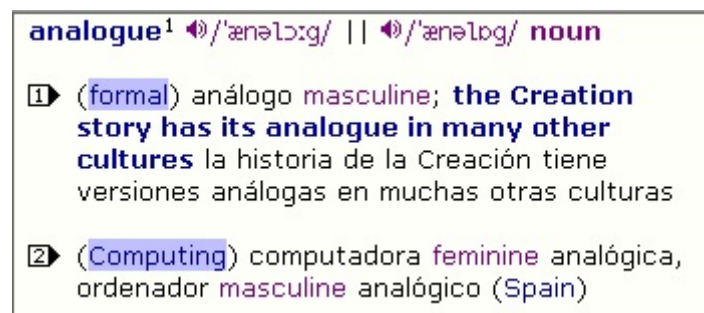 analogue¹ /ˈænəlɔːg/ || /ˈænəlɒg/ noun
1 (formal) análogo masculine; the Creation
story has its analogue in many other
cultures la historia de la Creación tiene
versiones análogas en muchas otras culturas
2 (Computing) computadora feminine analógica,
ordenador masculine analógico (Spain)